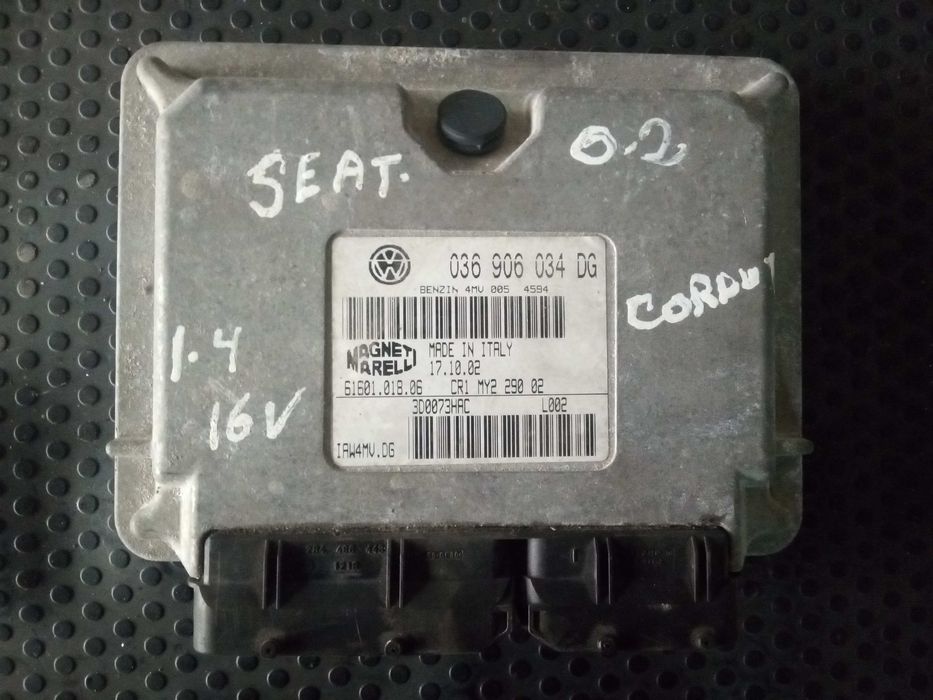 SEAT.
0.2
036 906 034 DG
BENZIN 4MV 005 4594
CORDU
1.4
MAGNETI
MARELLI
MADE IN ITALY
17.10.02
61601.018.06 CR1 MY2 290 02
3D0073HAC L002
16V
IAW4MV.DG